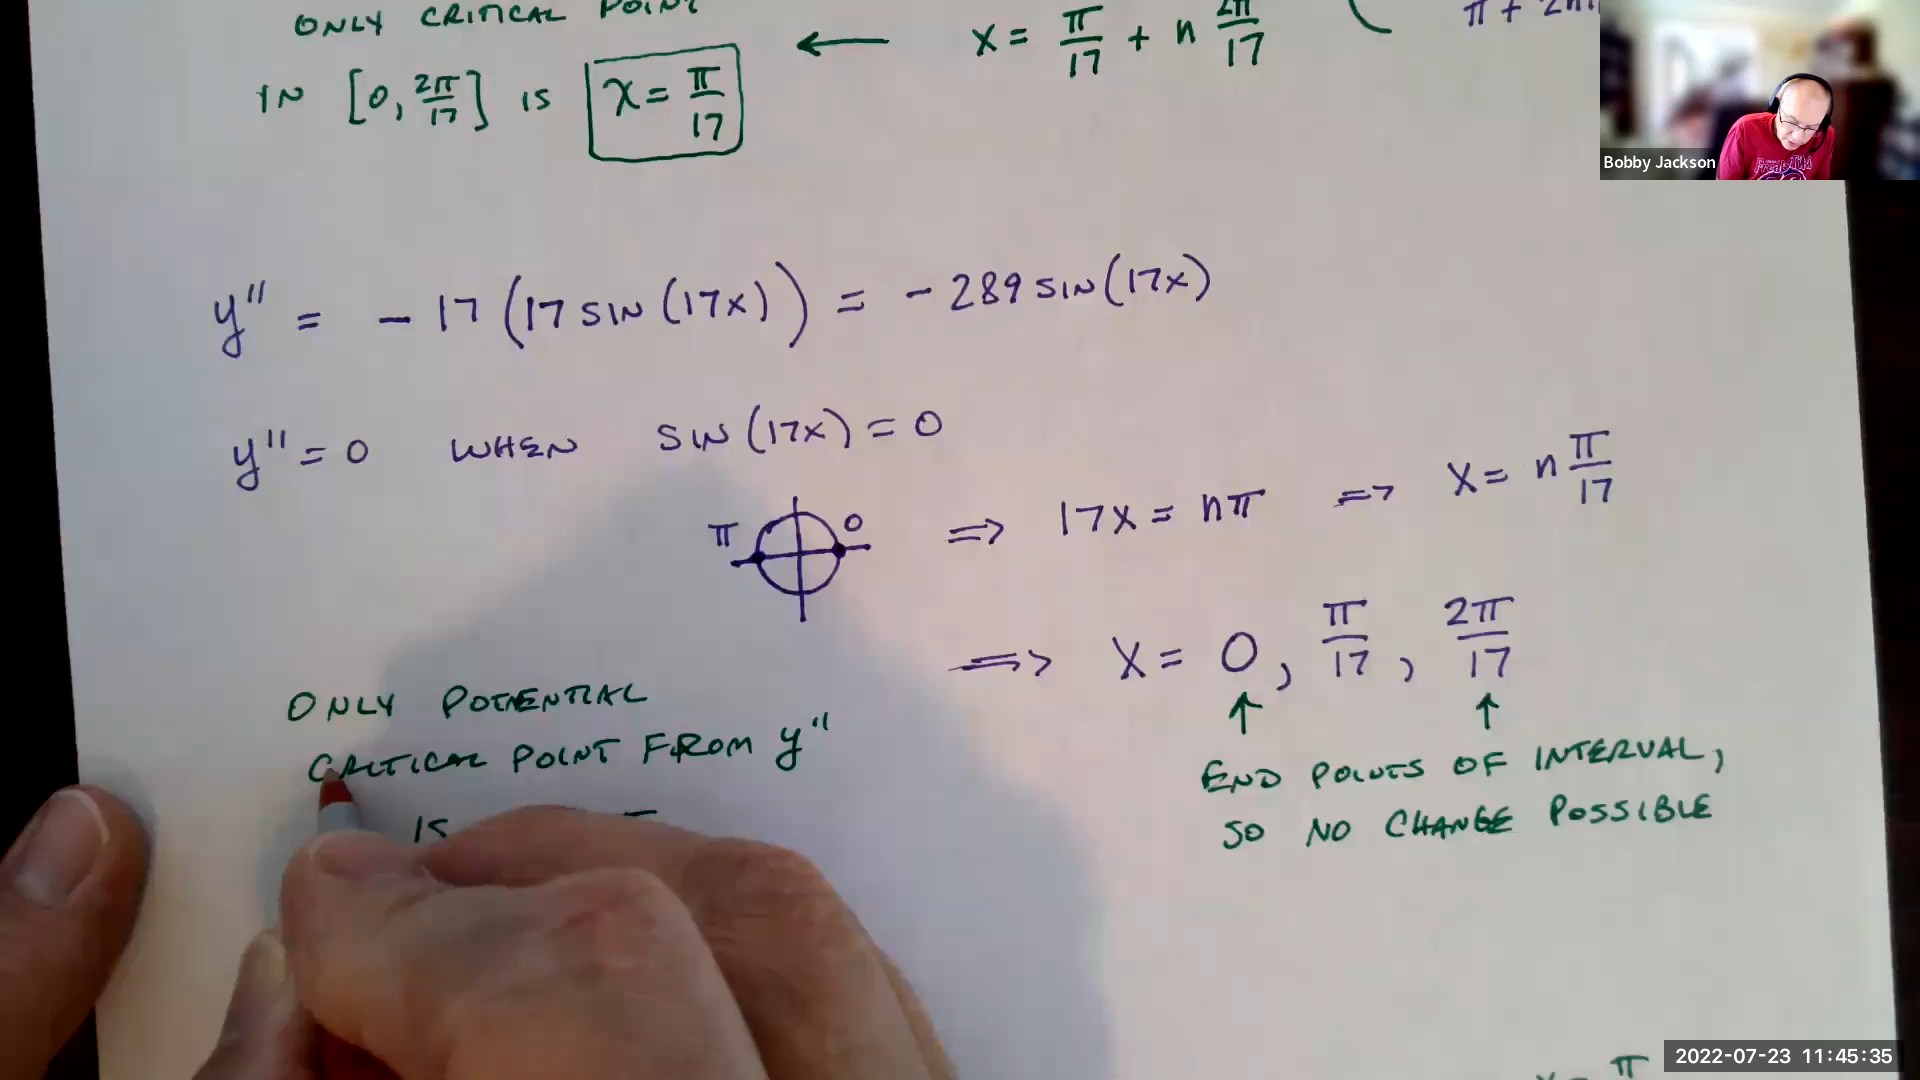 ONLY CRITICAL POINT
IN [0, 2π/17] IS x = π/17
x = π/17 + n 2π/17
π + 2nπ
Bobby Jackson
y'' = - 17 (17 SIN (17x)) = - 289 SIN (17x)
y'' = 0 WHEN SIN (17x) = 0
π 0 => 17x = nπ => x = n π/17
=> x = 0, π/17, 2π/17
ONLY POTENTIAL
CRITICAL POINT FROM y''
IS
END POINTS OF INTERVAL,
SO NO CHANGE POSSIBLE
π
2022-07-23 11:45:35